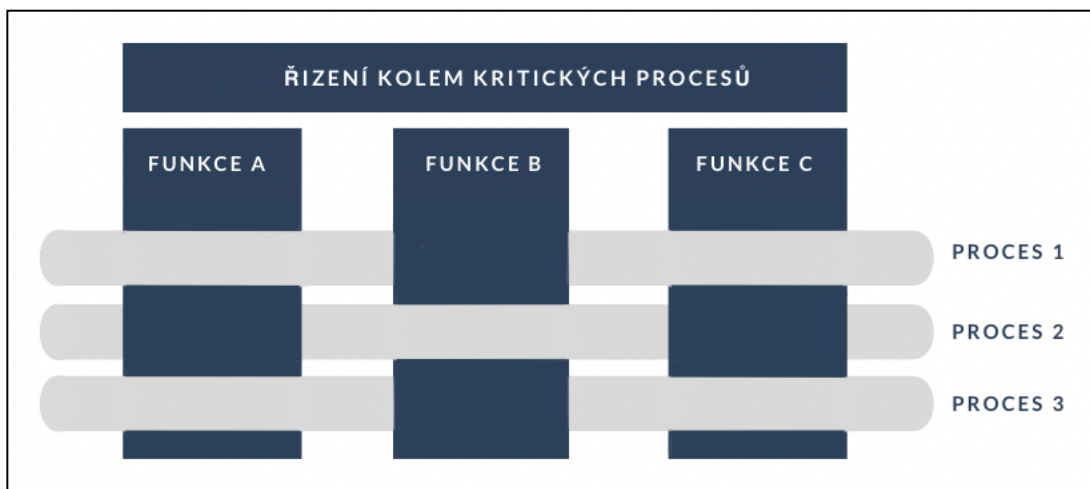 ŘIZENÍ KOLEM KRITICKÝCH PROCESŮ
FUNKCE A
FUNKCE B
FUNKCE C
PROCES 1
PROCES 2
PROCES 3